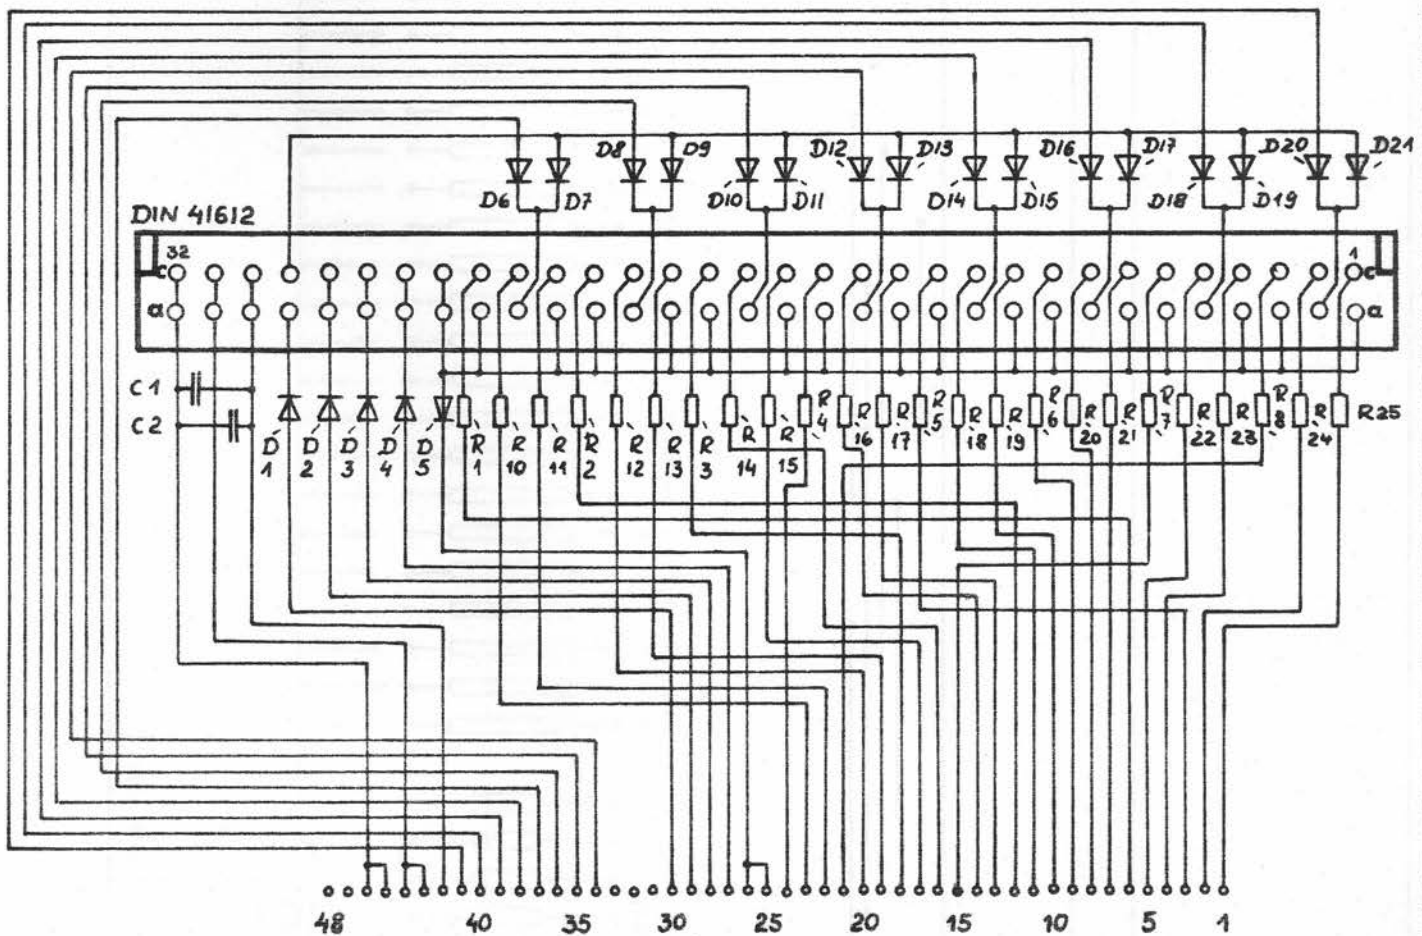 D8 D9 D12 D13 D16 D17 D20 D21
D6 D7 D10 D11 D14 D15 D18 D19
DIN 41612
32 1
c c
a a
C1
C2
D 1
D 2
D 3
D 4
D 5
R 1
R 10
R 11
R 2
R 12
R 13
R 3
R 14
R 15
R 4
R 16
R 17
R 5
R 18
R 19
R 6
R 20
R 21
R 7
R 22
R 23
R 8
R 24
R25
48 40 35 30 25 20 15 10 5 1